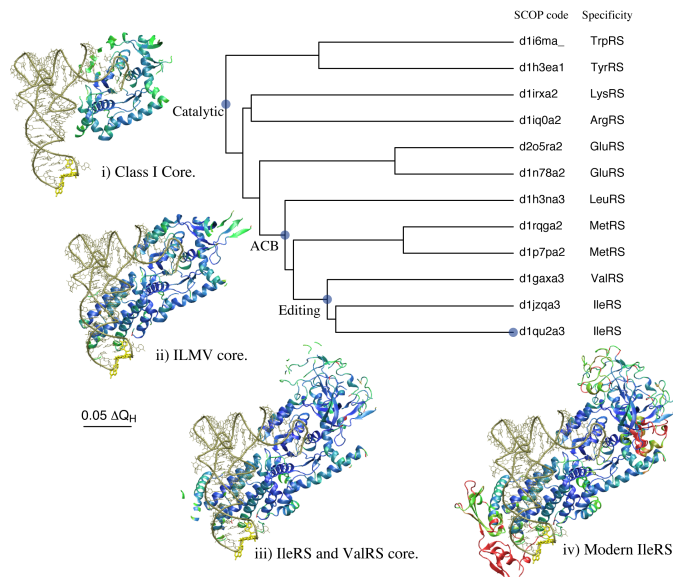 SCOP code Specificity
d1i6ma_ TrpRS
d1h3ea1 TyrRS
d1irxa2 LysRS
Catalytic
d1iq0a2 ArgRS
d2o5ra2 GluRS
i) Class I Core.
d1n78a2 GluRS
d1h3na3 LeuRS
d1rqga2 MetRS
ACB
d1p7pa2 MetRS
d1gaxa3 ValRS
Editing
d1jzqa3 IleRS
d1qu2a3 IleRS
ii) ILMV core.
0.05 ΔQH
iii) IleRS and ValRS core.
iv) Modern IleRS